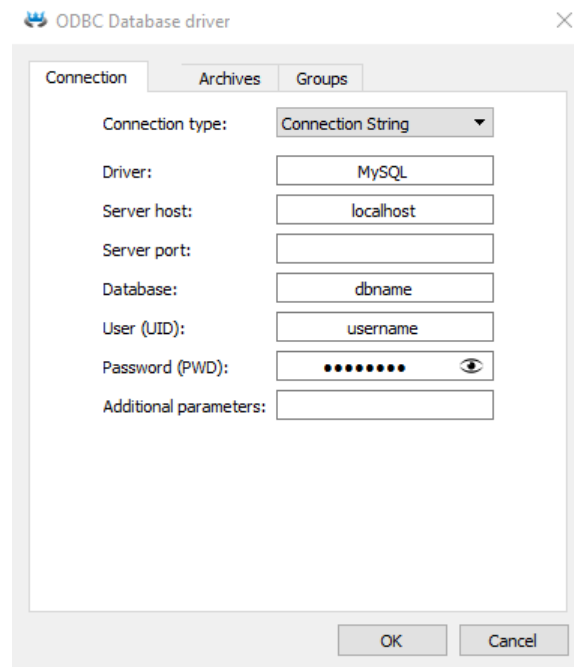 ODBC Database driver
Connection Archives Groups
Connection type: Connection String
Driver: MySQL
Server host: localhost
Server port:
Database: dbname
User (UID): username
Password (PWD): ●●●●●●●●
Additional parameters:
OK Cancel